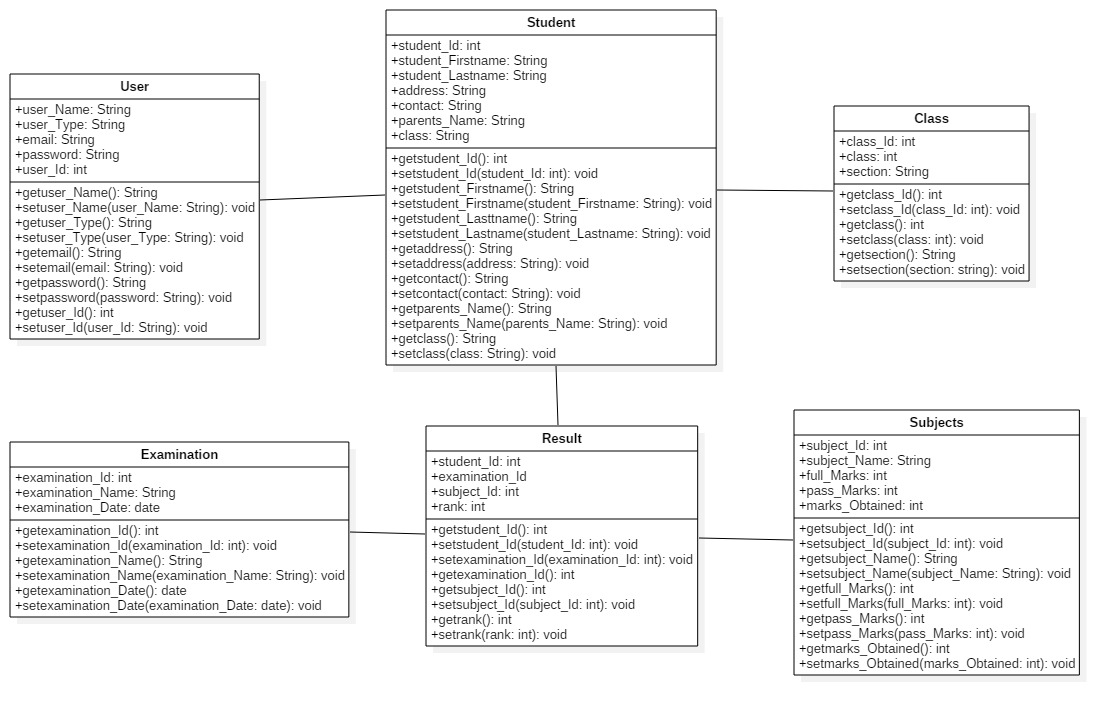 Student
+student_Id: int
+student_Firstname: String
+student_Lastname: String
+address: String
+contact: String
+parents_Name: String
+class: String
+getstudent_Id(): int
+setstudent_Id(student_Id: int): void
+getstudent_Firstname(): String
+setstudent_Firstname(student_Firstname: String): void
+getstudent_Lasttname(): String
+setstudent_Lastname(student_Lastname: String): void
+getaddress(): String
+setaddress(address: String): void
+getcontact(): String
+setcontact(contact: String): void
+getparents_Name(): String
+setparents_Name(parents_Name: String): void
+getclass(): String
+setclass(class: String): void
User
+user_Name: String
+user_Type: String
+email: String
+password: String
+user_Id: int
+getuser_Name(): String
+setuser_Name(user_Name: String): void
+getuser_Type(): String
+setuser_Type(user_Type: String): void
+getemail(): String
+setemail(email: String): void
+getpassword(): String
+setpassword(password: String): void
+getuser_Id(): int
+setuser_Id(user_Id: String): void
Class
+class_Id: int
+class: int
+section: String
+getclass_Id(): int
+setclass_Id(class_Id: int): void
+getclass(): int
+setclass(class: int): void
+getsection(): String
+setsection(section: string): void
Examination
+examination_Id: int
+examination_Name: String
+examination_Date: date
+getexamination_Id(): int
+setexamination_Id(examination_Id: int): void
+getexamination_Name(): String
+setexamination_Name(examination_Name: String): void
+getexamination_Date(): date
+setexamination_Date(examination_Date: date): void
Result
+student_Id: int
+examination_Id
+subject_Id: int
+rank: int
+getstudent_Id(): int
+setstudent_Id(student_Id: int): void
+setexamination_Id(examination_Id: int): void
+getexamination_Id(): int
+getsubject_Id(): int
+setsubject_Id(subject_Id: int): void
+getrank(): int
+setrank(rank: int): void
Subjects
+subject_Id: int
+subject_Name: String
+full_Marks: int
+pass_Marks: int
+marks_Obtained: int
+getsubject_Id(): int
+setsubject_Id(subject_Id: int): void
+getsubject_Name(): String
+setsubject_Name(subject_Name: String): void
+getfull_Marks(): int
+setfull_Marks(full_Marks: int): void
+getpass_Marks(): int
+setpass_Marks(pass_Marks: int): void
+getmarks_Obtained(): int
+setmarks_Obtained(marks_Obtained: int): void